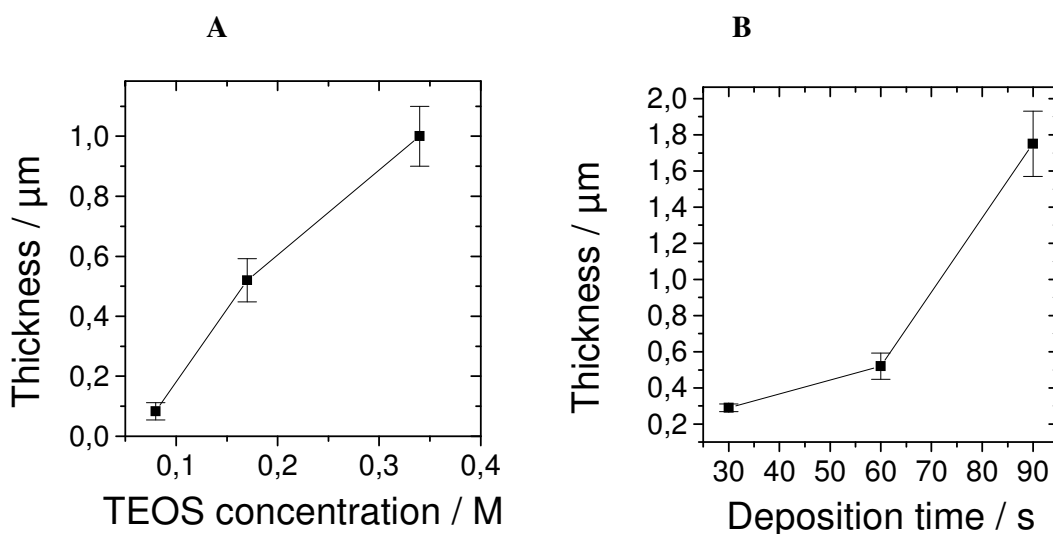 A
Thickness / µm
1,0
0,8
0,6
0,4
0,2
0,0
0,1 0,2 0,3 0,4
TEOS concentration / M
B
Thickness / µm
2,0
1,8
1,6
1,4
1,2
1,0
0,8
0,6
0,4
0,2
30 40 50 60 70 80 90
Deposition time / s